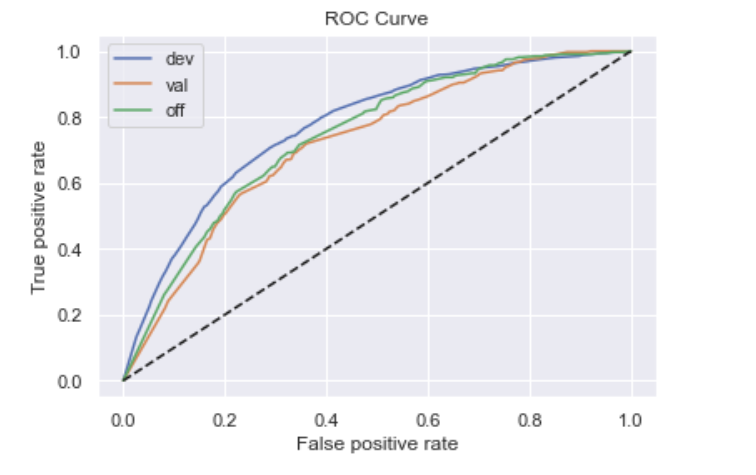 ROC Curve
dev
val
off
True positive rate
1.0
0.8
0.6
0.4
0.2
0.0
0.0 0.2 0.4 0.6 0.8 1.0
False positive rate